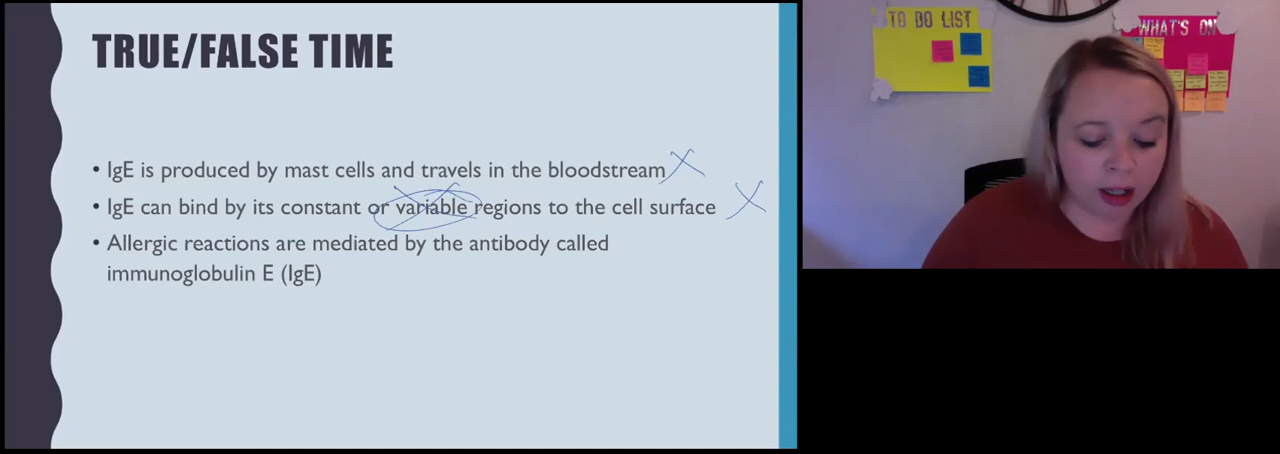 TRUE/FALSE TIME
• IgE is produced by mast cells and travels in the bloodstream X
• IgE can bind by its constant or variable regions to the cell surface X
• Allergic reactions are mediated by the antibody called
immunoglobulin E (IgE)
TO DO LIST
WHAT'S ON